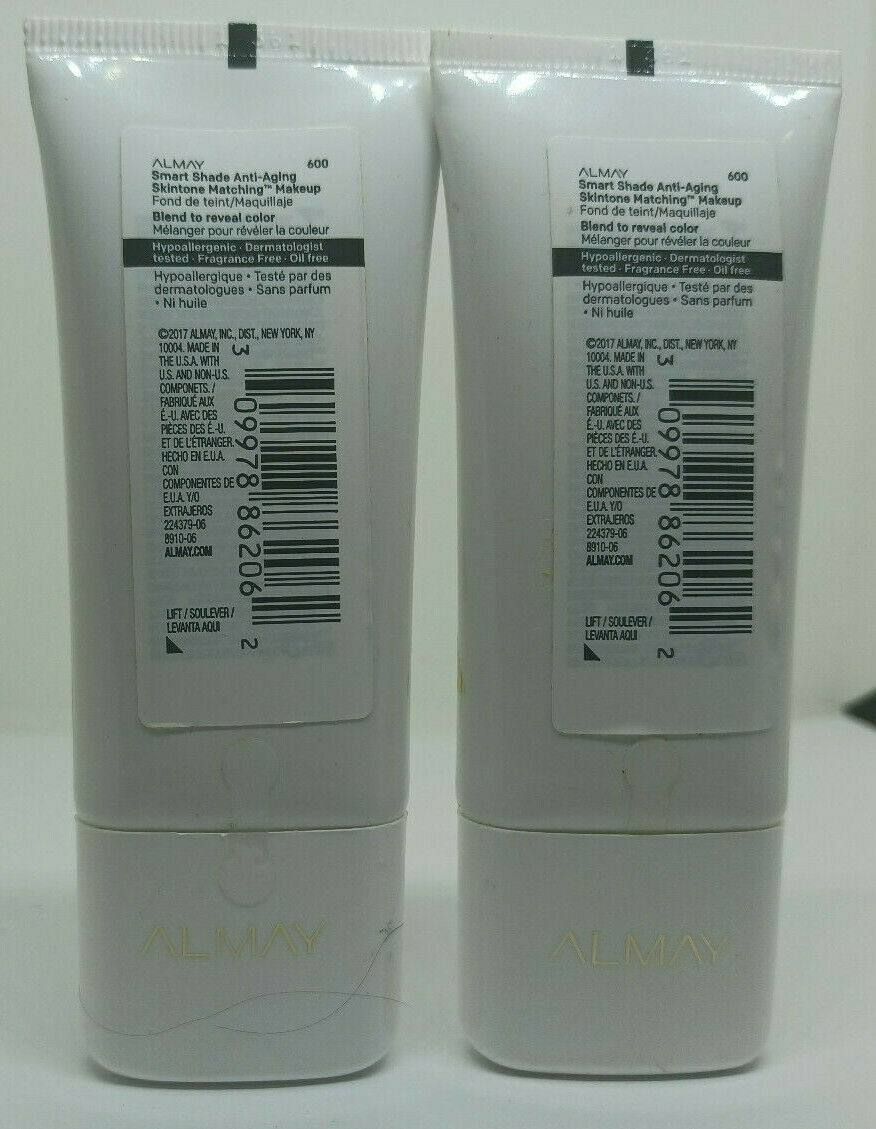 ALMAY 600
Smart Shade Anti-Aging
Skintone Matching™ Makeup
Fond de teint/Maquillaje
Blend to reveal color
Mélanger pour révéler la couleur
Hypoallergenic · Dermatologist
tested · Fragrance Free · Oil free
Hypoallergique • Testé par des
dermatologues • Sans parfum
• Ni huile
©2017 ALMAY, INC., DIST., NEW YORK, NY
10004. MADE IN
THE U.S.A. WITH
U.S. AND NON-U.S.
COMPONETS. /
FABRIQUÉ AUX
É.-U. AVEC DES
PIÈCES DES É.-U.
ET DE L'ÉTRANGER.
HECHO EN E.U.A.
CON
COMPONENTES DE
E.U.A. Y/O
EXTRAJEROS
224379-06
8910-06
ALMAY.COM
3 09978 86206 2
LIFT / SOULEVER /
LEVANTA AQUI
ALMAY
ALMAY 600
Smart Shade Anti-Aging
Skintone Matching™ Makeup
Fond de teint/Maquillaje
Blend to reveal color
Mélanger pour révéler la couleur
Hypoallergenic · Dermatologist
tested · Fragrance Free · Oil free
Hypoallergique • Testé par des
dermatologues • Sans parfum
• Ni huile
©2017 ALMAY, INC., DIST., NEW YORK, NY
10004. MADE IN
THE U.S.A. WITH
U.S. AND NON-U.S.
COMPONETS. /
FABRIQUÉ AUX
É.-U. AVEC DES
PIÈCES DES É.-U.
ET DE L'ÉTRANGER.
HECHO EN E.U.A.
CON
COMPONENTES DE
E.U.A. Y/O
EXTRAJEROS
224379-06
8910-06
ALMAY.COM
3 09978 86206 2
LIFT / SOULEVER /
LEVANTA AQUI
ALMAY